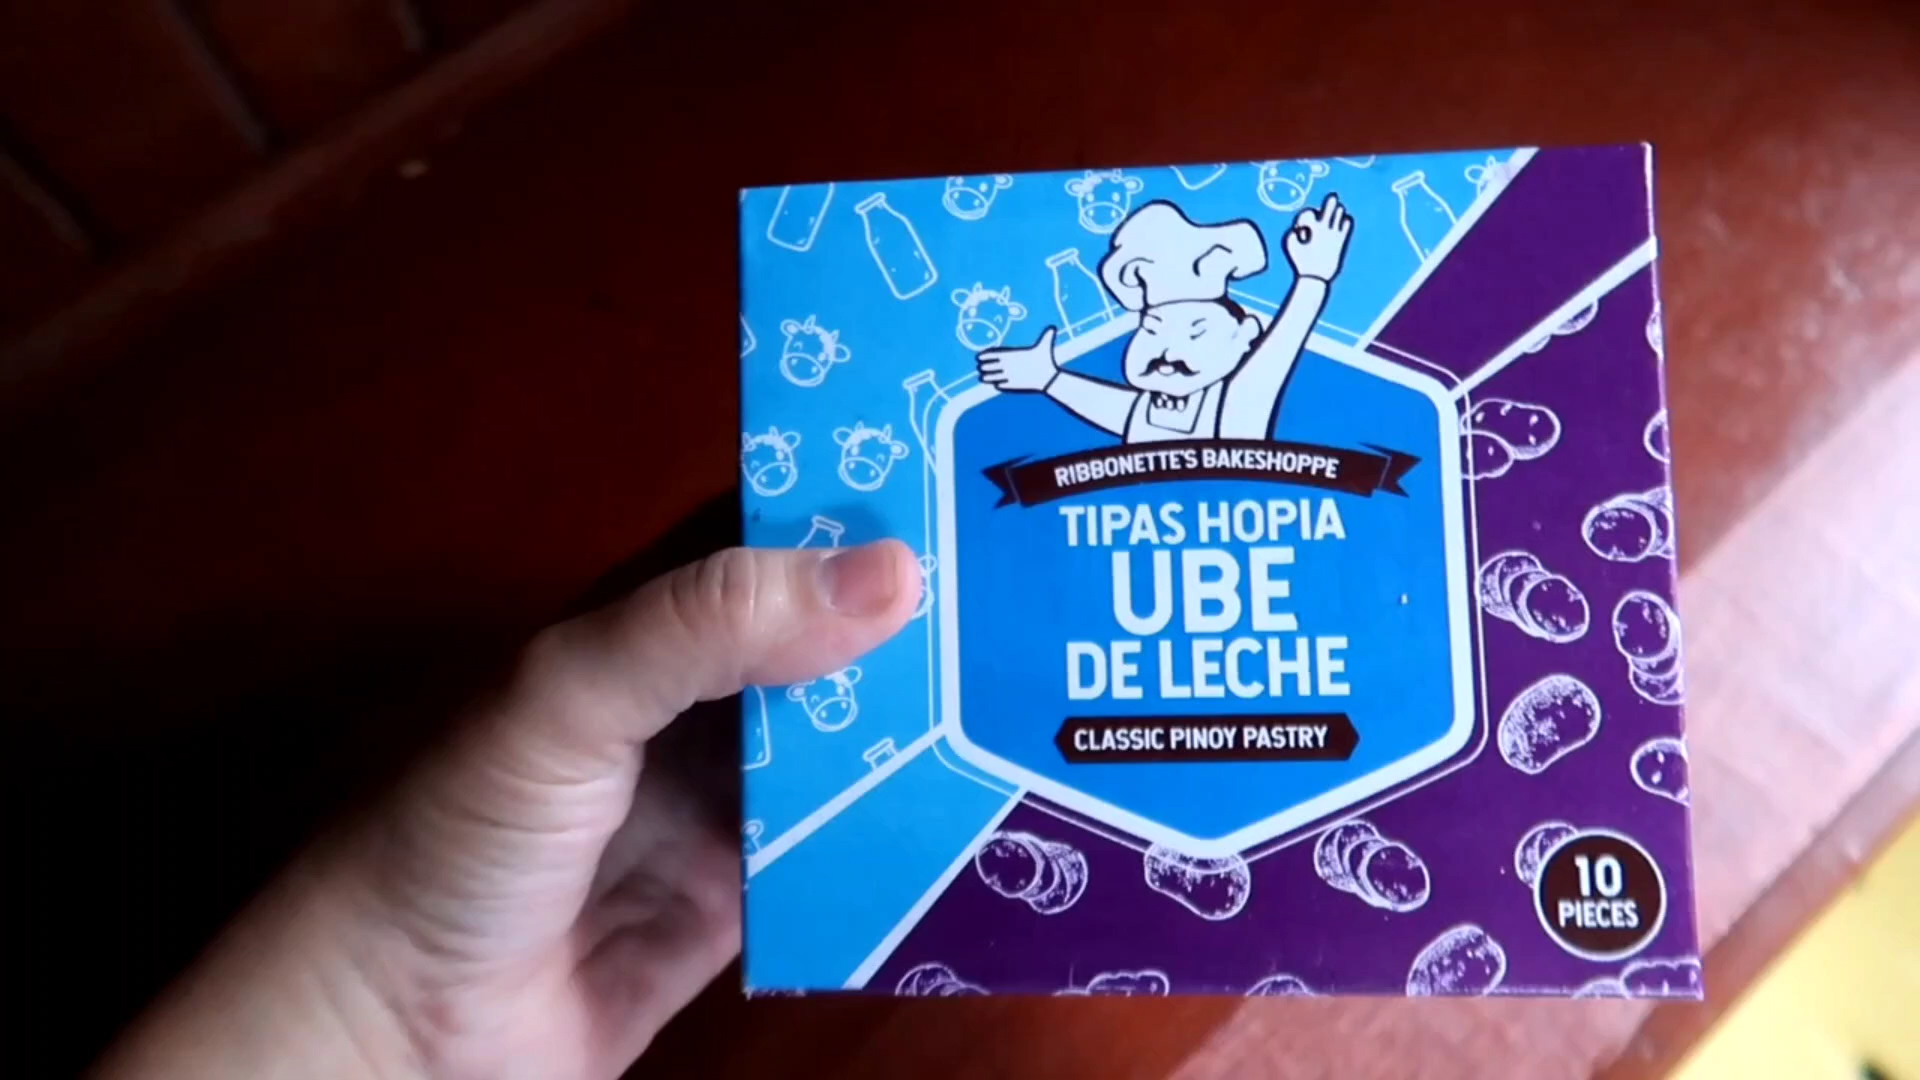 RIBBONETTE'S BAKESHOPPE
TIPAS HOPIA
UBE
DE LECHE
CLASSIC PINOY PASTRY
10
PIECES